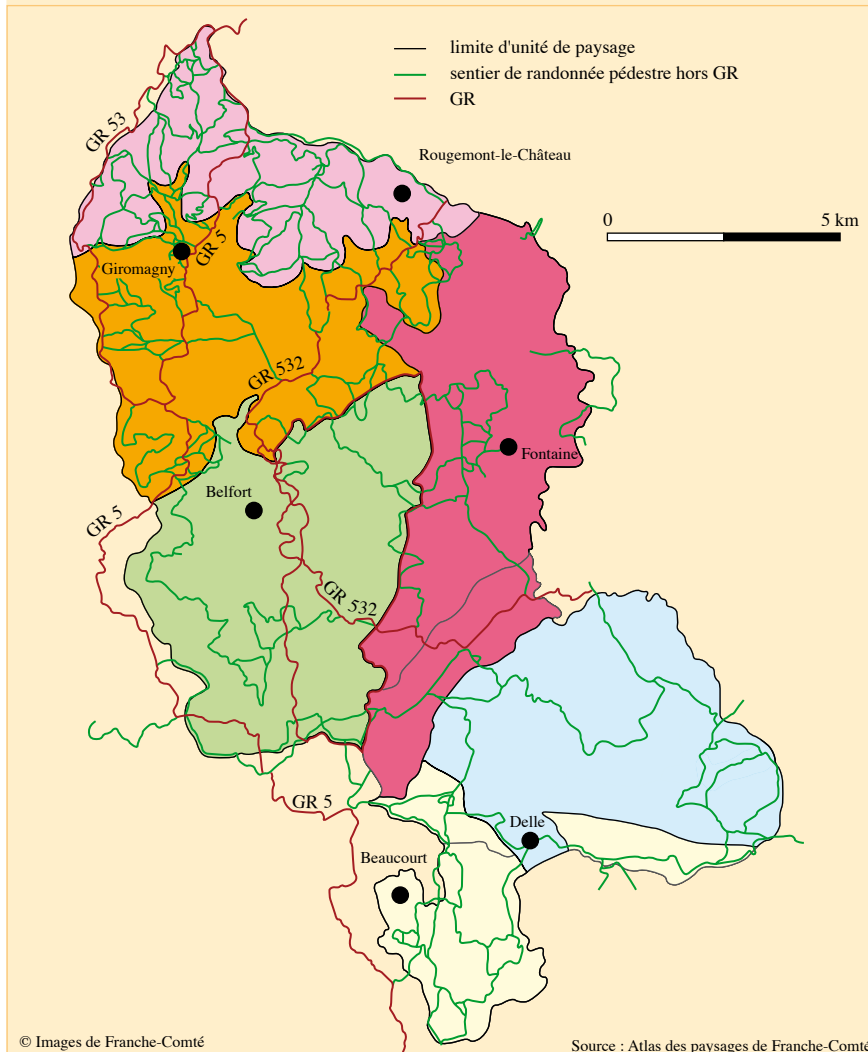 limite d'unité de paysage
sentier de randonnée pédestre hors GR
GR
GR 53
Rougemont-le-Château
0 5 km
GR 5
Giromagny
GR 532
Fontaine
Belfort
GR 5
GR 532
GR 5
Delle
Beaucourt
© Images de Franche-Comté
Source : Atlas des paysages de Franche-Comté